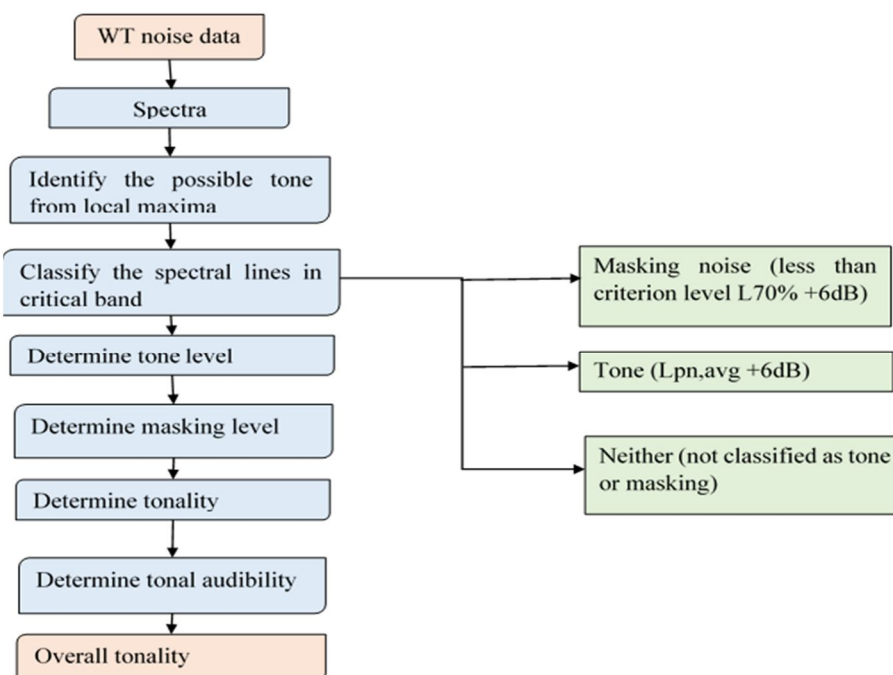 WT noise data
Spectra
Identify the possible tone
from local maxima
Classify the spectral lines in
critical band
Masking noise (less than
criterion level L70% +6dB)
Determine tone level
Tone (Lpn,avg +6dB)
Determine masking level
Neither (not classified as tone
or masking)
Determine tonality
Determine tonal audibility
Overall tonality